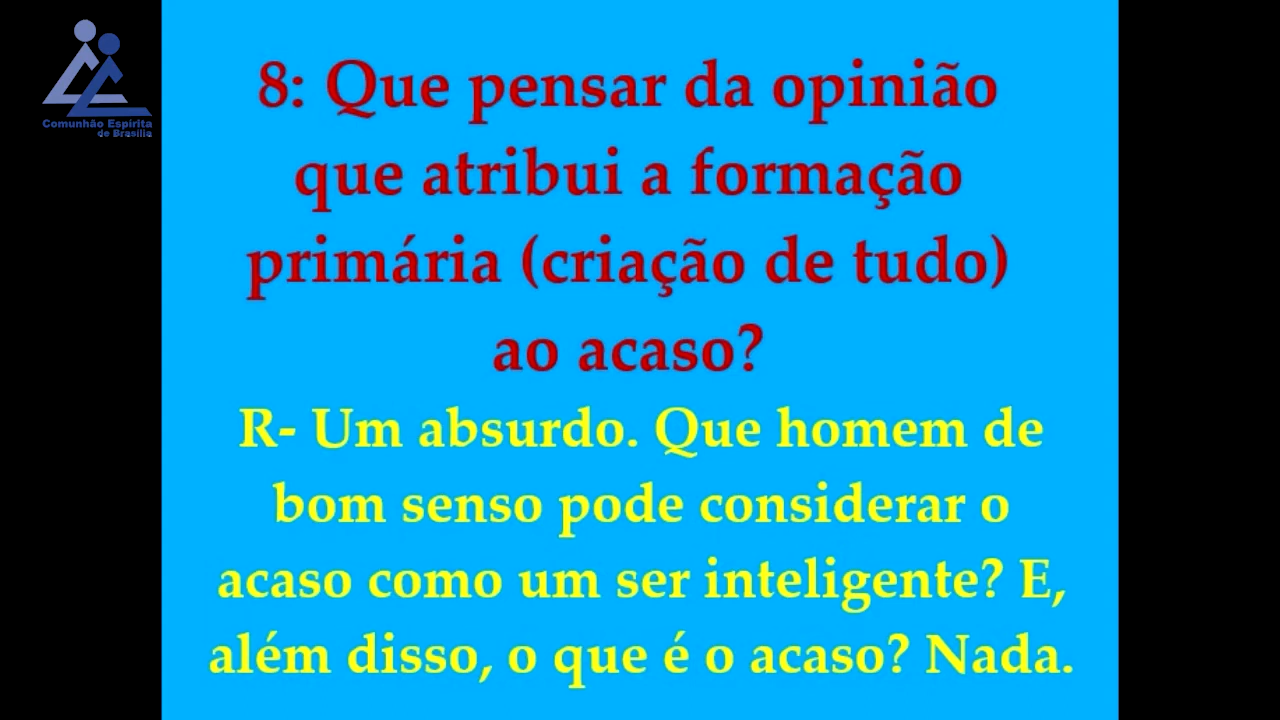 Comunhão Espírita
de Brasília
8: Que pensar da opinião
que atribui a formação
primária (criação de tudo)
ao acaso?
R- Um absurdo. Que homem de
bom senso pode considerar o
acaso como um ser inteligente? E,
além disso, o que é o acaso? Nada.